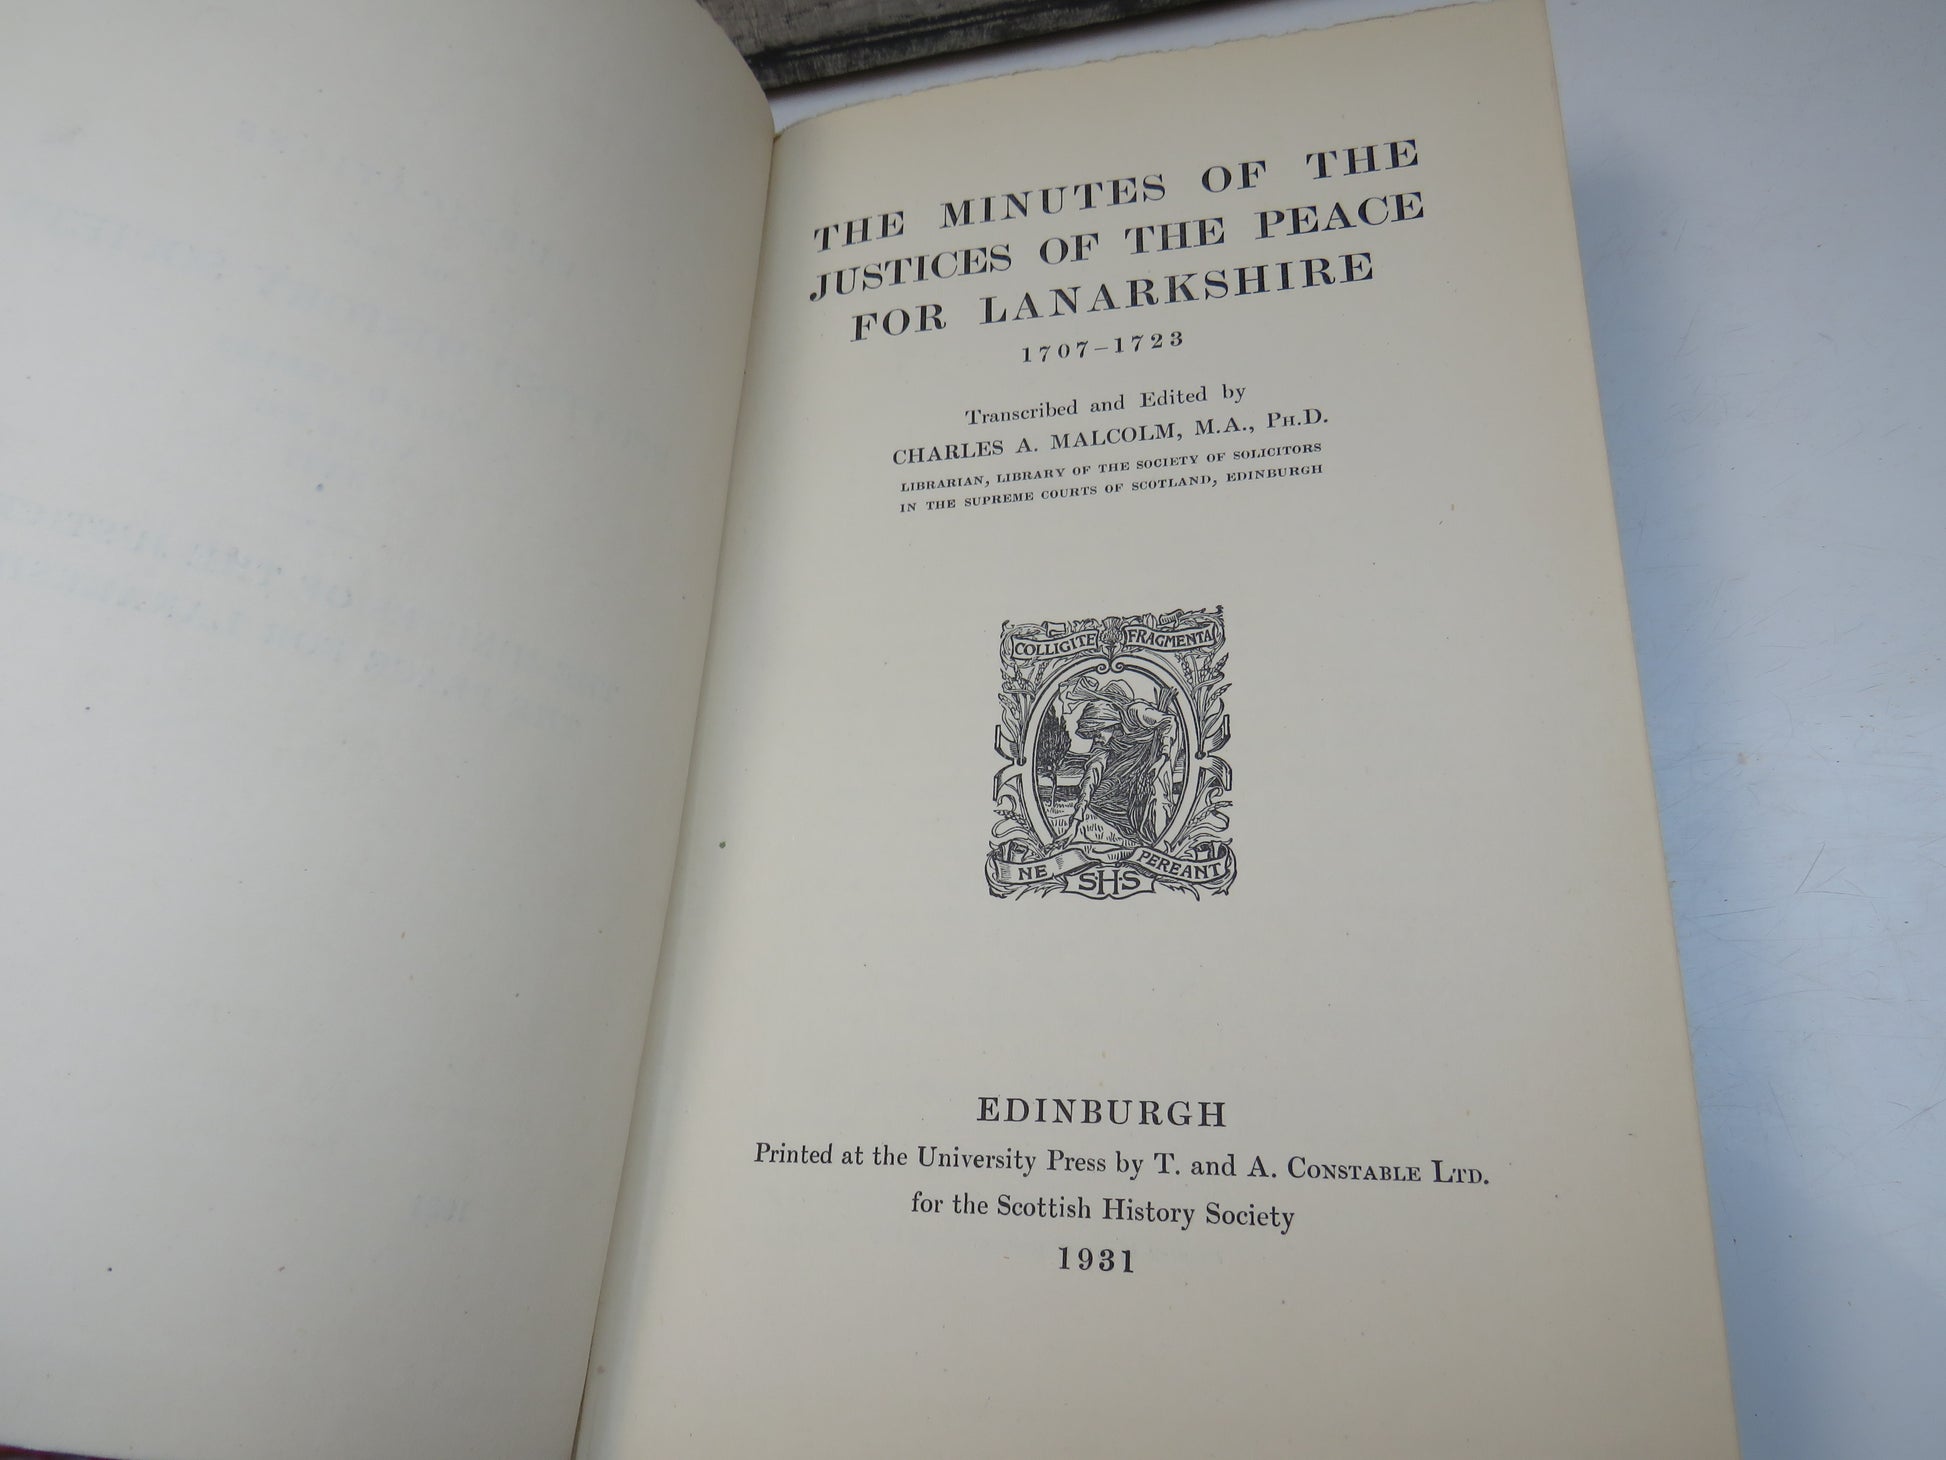 THE MINUTES OF THE
JUSTICES OF THE PEACE
FOR LANARKSHIRE
1707–1723
Transcribed and Edited by
CHARLES A. MALCOLM, M.A., PH.D.
LIBRARIAN, LIBRARY OF THE SOCIETY OF SOLICITORS
IN THE SUPREME COURTS OF SCOTLAND, EDINBURGH
COLLIGITE FRAGMENTA
NE PEREANT
S·H·S
EDINBURGH
Printed at the University Press by T. and A. CONSTABLE LTD.
for the Scottish History Society
1931